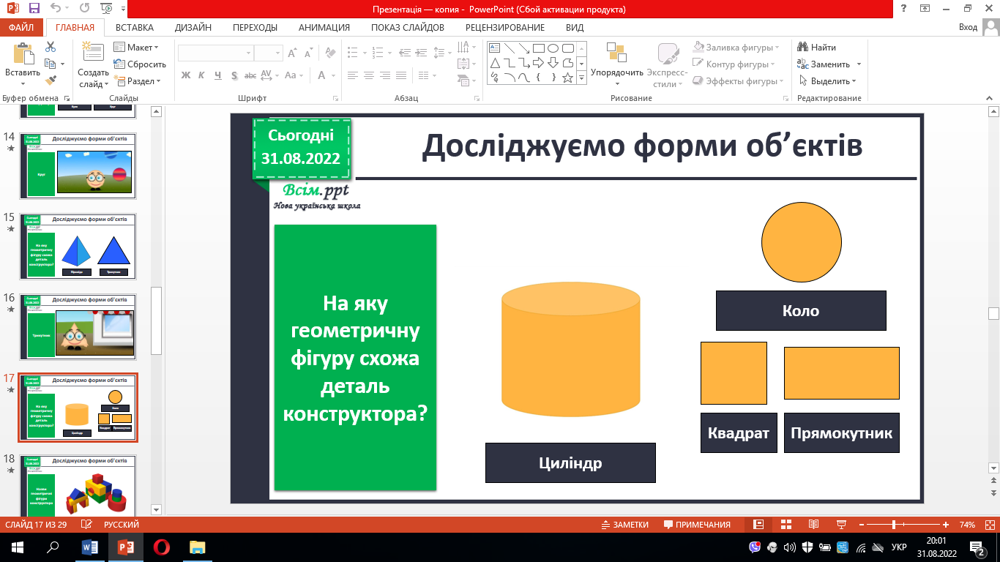 Презентація — копия - PowerPoint (Сбой активации продукта)
ФАЙЛ ГЛАВНАЯ ВСТАВКА ДИЗАЙН ПЕРЕХОДЫ АНИМАЦИЯ ПОКАЗ СЛАЙДОВ РЕЦЕНЗИРОВАНИЕ ВИД Вход
Вставить
Буфер обмена
Создать слайд
Макет
Сбросить
Раздел
Слайды
Ж К Ч S abc AV Aa A
Шрифт
Абзац
Упорядочить
Экспресс-стили
Заливка фигуры
Контур фигуры
Эффекты фигуры
Рисование
Найти
Заменить
Выделить
Редактирование
14
Сьогодні
31.08.2022
Досліджуємо форми об’єктів
Круг
15
Сьогодні
31.08.2022
Досліджуємо форми об’єктів
На яку
геометричну
фігуру схожа
деталь
конструктора?
Піраміда
Трикутник
16
Сьогодні
31.08.2022
Досліджуємо форми об’єктів
Трикутник
17
Сьогодні
31.08.2022
Досліджуємо форми об’єктів
На яку
геометричну
фігуру схожа
деталь
конструктора?
Коло
Квадрат Прямокутник
Циліндр
18
Сьогодні
31.08.2022
Досліджуємо форми об’єктів
Назви
геометричні
фігури
конструктора
Сьогодні
31.08.2022
Досліджуємо форми об’єктів
Всім.ppt
Нова українська школа
На яку
геометричну
фігуру схожа
деталь
конструктора?
Циліндр
Коло
Квадрат
Прямокутник
СЛАЙД 17 ИЗ 29 РУССКИЙ ЗАМЕТКИ ПРИМЕЧАНИЯ 74%
УКР
20:01
31.08.2022
2